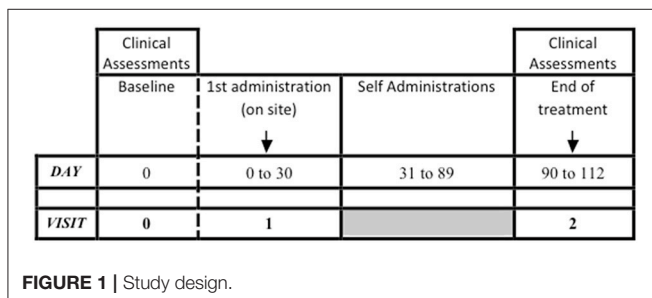 Clinical Assessments Clinical Assessments
Baseline 1st administration (on site) Self Administrations End of treatment
DAY 0 0 to 30 31 to 89 90 to 112
VISIT 0 1 2
FIGURE 1 | Study design.